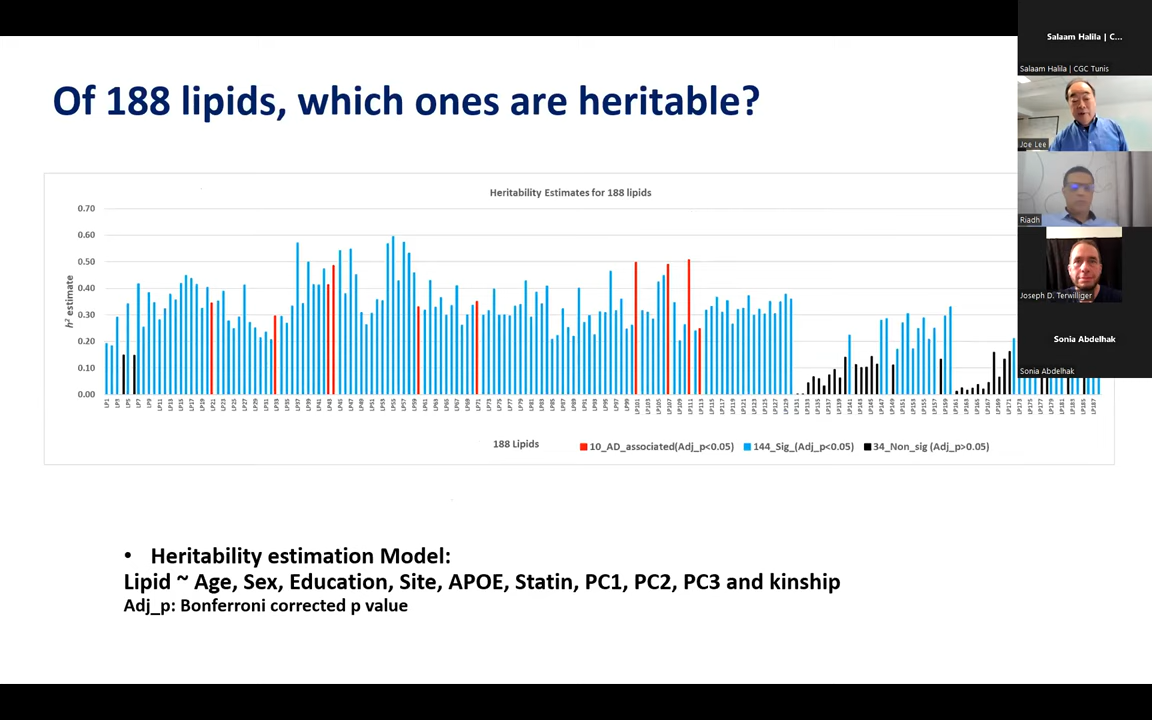 Salaam Halila | C...
Salaam Halila | CGC Tunis
Of 188 lipids, which ones are heritable?
Joe Lee
Riadh
Joseph D. Terwilliger
Sonia Abdelhak
Sonia Abdelhak
Heritability Estimates for 188 lipids
h² estimate
0.70
0.60
0.50
0.40
0.30
0.20
0.10
0.00
188 Lipids
10_AD_associated(Adj_p<0.05) 144_Sig_(Adj_p<0.05) 34_Non_sig (Adj_p>0.05)
• Heritability estimation Model:
Lipid ~ Age, Sex, Education, Site, APOE, Statin, PC1, PC2, PC3 and kinship
Adj_p: Bonferroni corrected p value